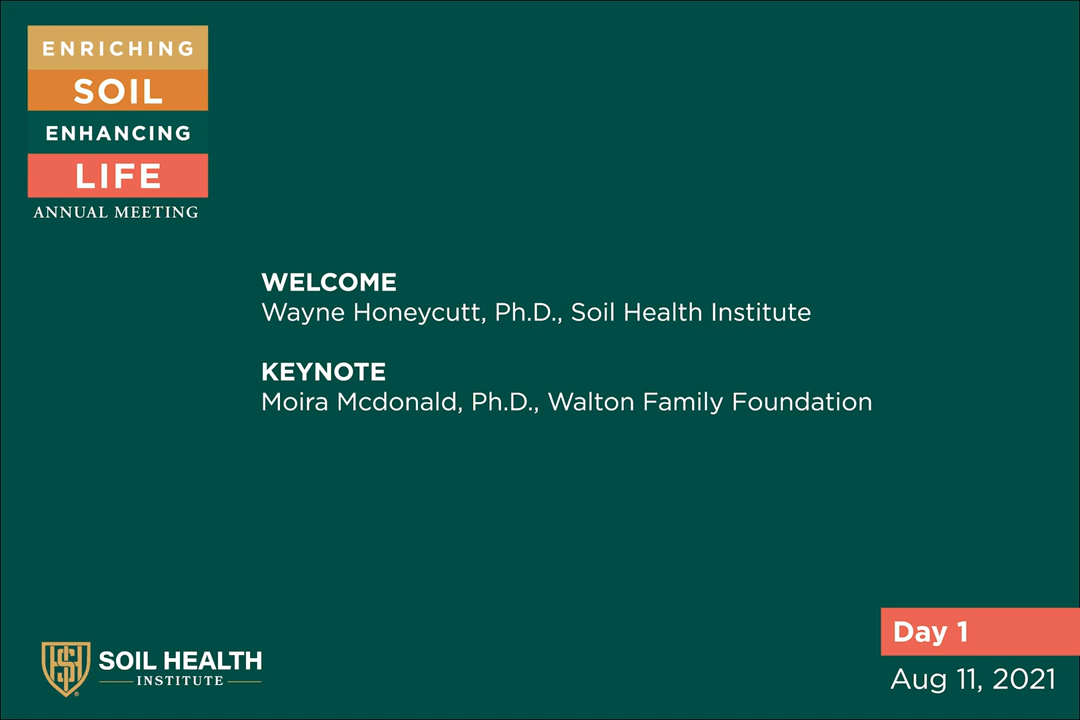 ENRICHING
SOIL
ENHANCING
LIFE
ANNUAL MEETING
WELCOME
Wayne Honeycutt, Ph.D., Soil Health Institute
KEYNOTE
Moira Mcdonald, Ph.D., Walton Family Foundation
SOIL HEALTH
INSTITUTE
Day 1
Aug 11, 2021